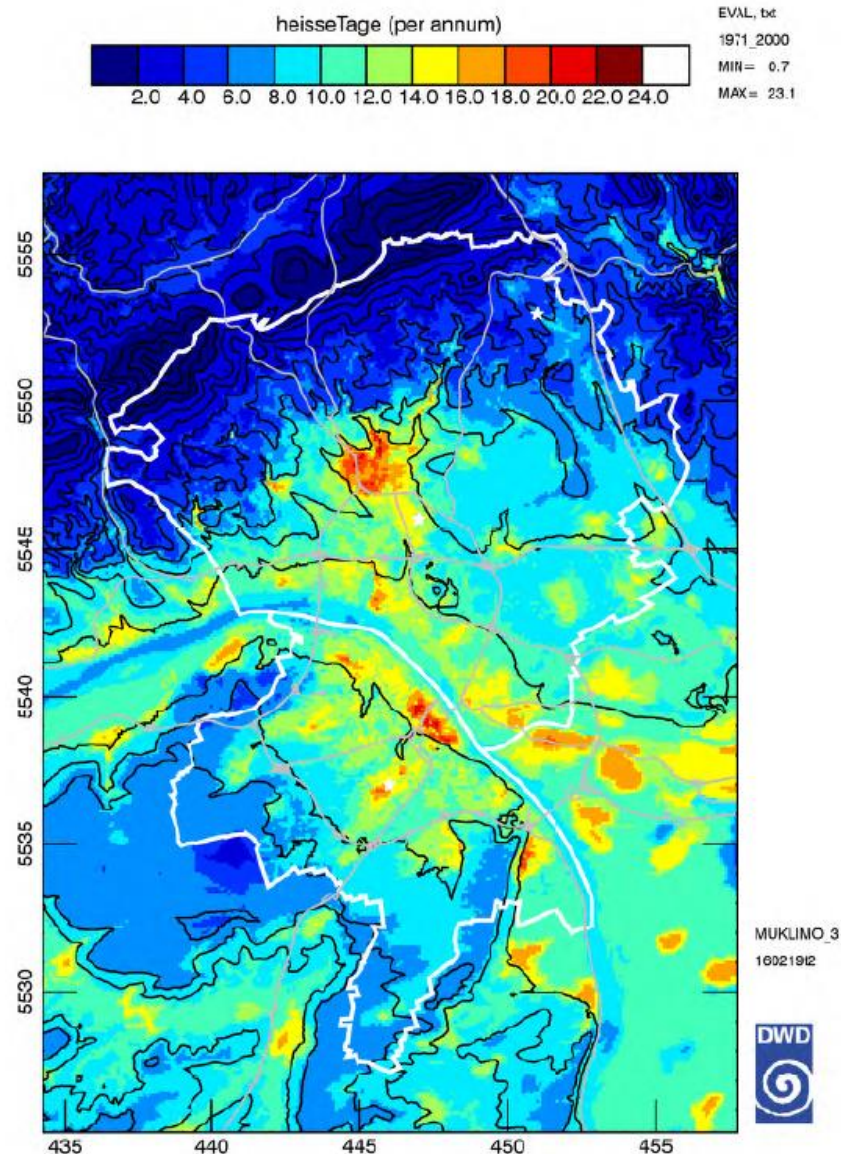 heisseTage (per annum)
2.0 4.0 6.0 8.0 10.0 12.0 14.0 16.0 18.0 20.0 22.0 24.0
EVAL, txt
1971_2000
MIN= 0.7
MAX= 23.1
5555
5550
5545
5540
5535
5530
435 440 445 450 455
MUKLIMO_3
DWD